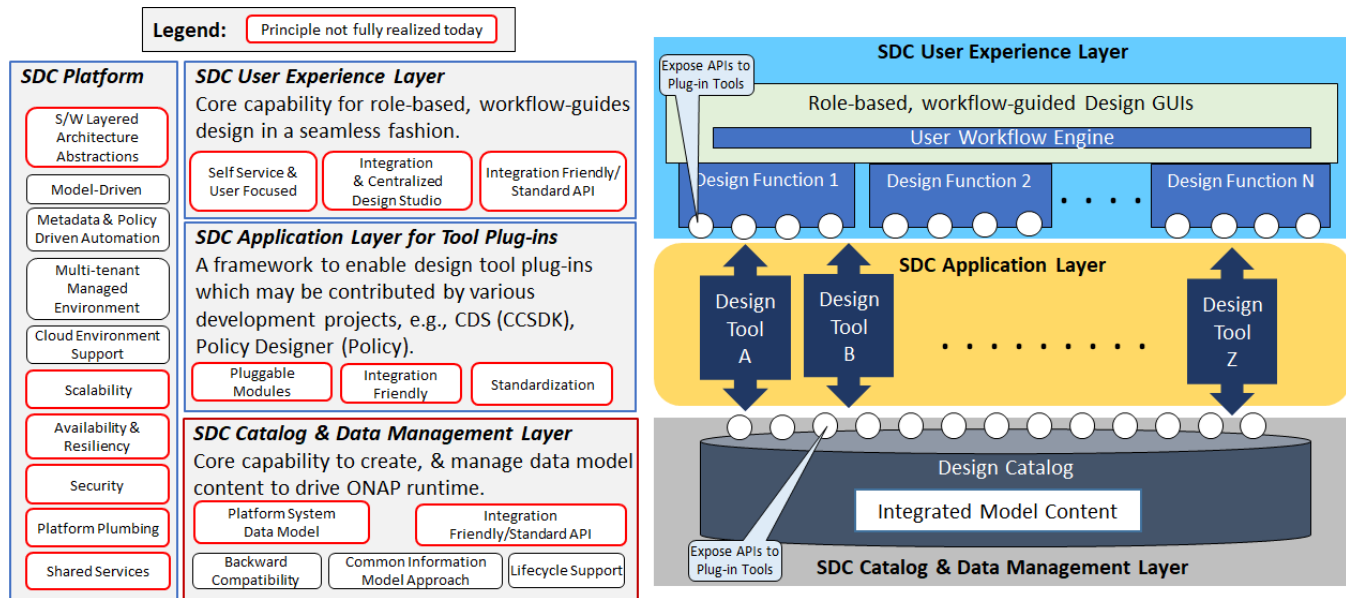 Legend:
Principle not fully realized today
SDC Platform
S/W Layered
Architecture
Abstractions
Model-Driven
Metadata & Policy
Driven Automation
Multi-tenant
Managed
Environment
Cloud Environment
Support
Scalability
Availability &
Resiliency
Security
Platform Plumbing
Shared Services
SDC User Experience Layer
Core capability for role-based, workflow-guides
design in a seamless fashion.
Self Service &
User Focused
Integration
& Centralized
Design Studio
Integration Friendly/
Standard API
SDC Application Layer for Tool Plug-ins
A framework to enable design tool plug-ins
which may be contributed by various
development projects, e.g., CDS (CCSDK),
Policy Designer (Policy).
Pluggable
Modules
Integration
Friendly
Standardization
SDC Catalog & Data Management Layer
Core capability to create, & manage data model
content to drive ONAP runtime.
Platform System
Data Model
Integration
Friendly/Standard API
Backward
Compatibility
Common Information
Model Approach
Lifecycle Support
SDC User Experience Layer
Expose APIs to
Plug-in Tools
Role-based, workflow-guided Design GUIs
User Workflow Engine
Design Function 1
Design Function 2
. . . .
Design Function N
SDC Application Layer
Design
Tool
A
Design
Tool
B
. . . . . . . . .
Design
Tool
Z
Design Catalog
Integrated Model Content
Expose APIs to
Plug-in Tools
SDC Catalog & Data Management Layer